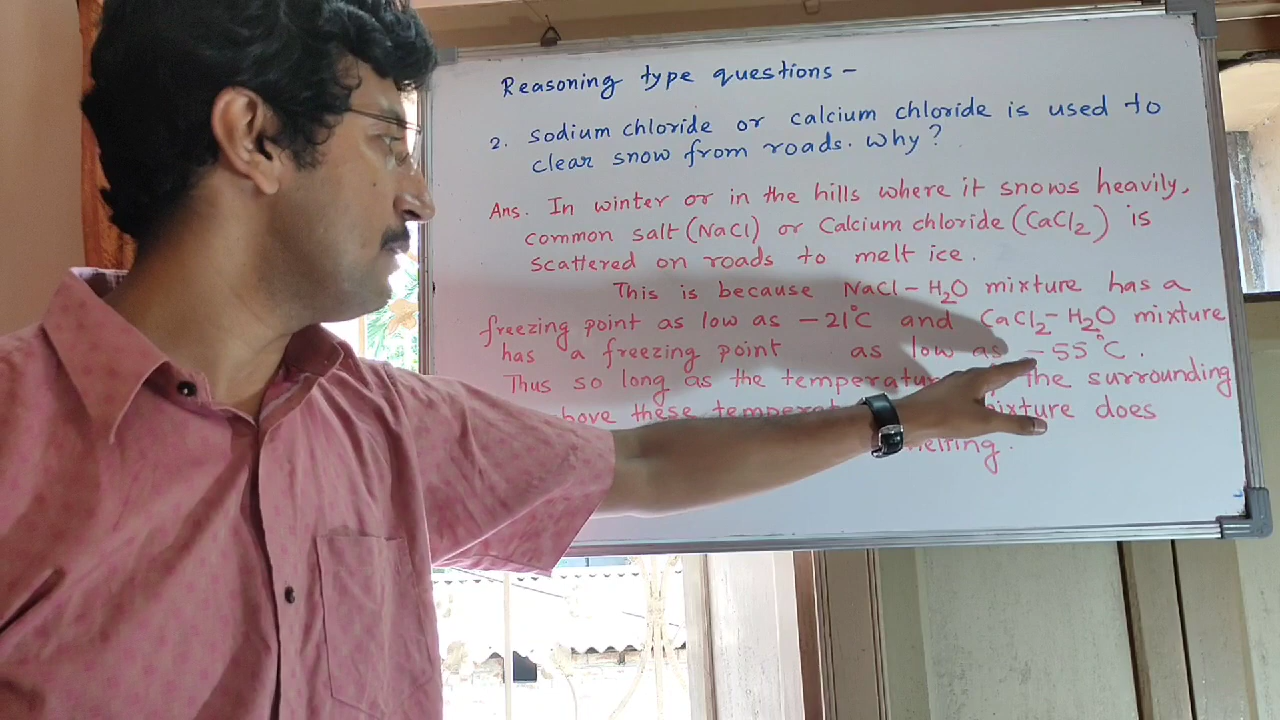 Reasoning type questions -
2. Sodium chloride or calcium chloride is used to
clear snow from roads. Why?
Ans. In winter or in the hills where it snows heavily,
common salt (NaCl) or Calcium chloride (CaCl2) is
scattered on roads to melt ice.
This is because NaCl-H2O mixture has a
freezing point as low as -21°C and CaCl2-H2O mixture
has a freezing point as low as -55°C.
Thus so long as the the surrounding
these does
melting.